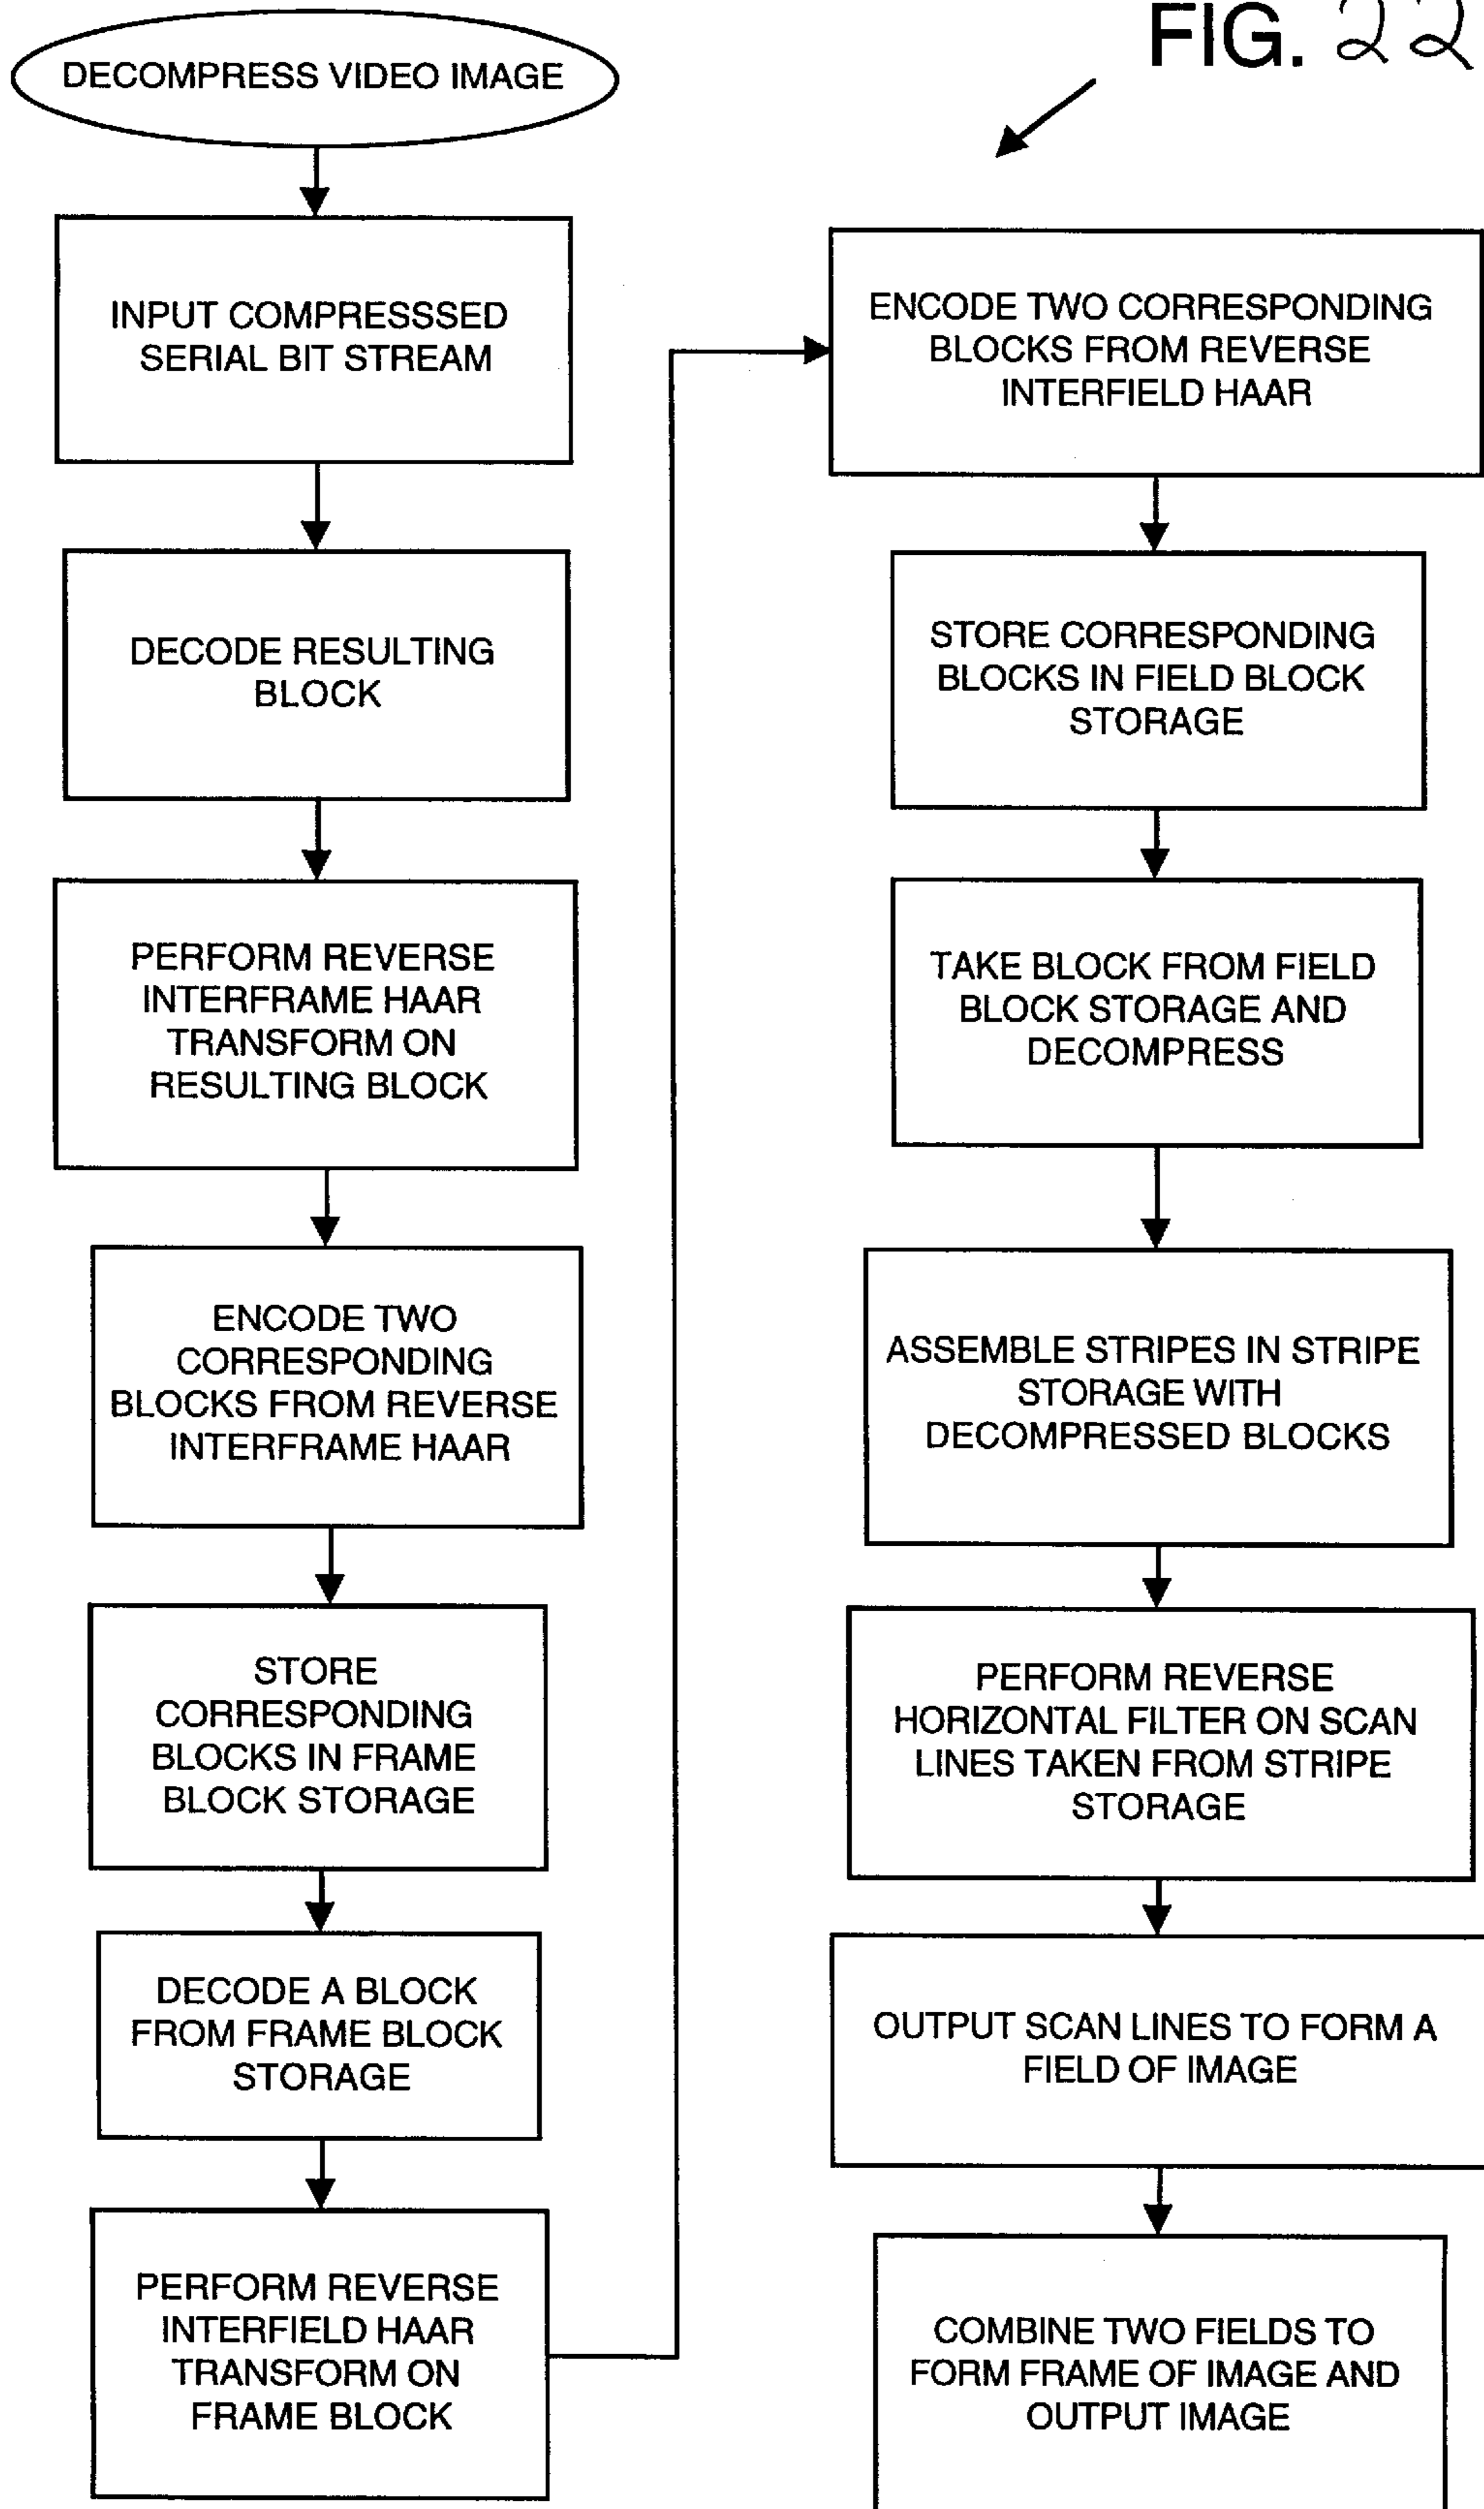 FIG. 22
DECOMPRESS VIDEO IMAGE
INPUT COMPRESSSED
SERIAL BIT STREAM
DECODE RESULTING
BLOCK
PERFORM REVERSE
INTERFRAME HAAR
TRANSFORM ON
RESULTING BLOCK
ENCODE TWO
CORRESPONDING
BLOCKS FROM REVERSE
INTERFRAME HAAR
STORE
CORRESPONDING
BLOCKS IN FRAME
BLOCK STORAGE
DECODE A BLOCK
FROM FRAME BLOCK
STORAGE
PERFORM REVERSE
INTERFIELD HAAR
TRANSFORM ON
FRAME BLOCK
ENCODE TWO CORRESPONDING
BLOCKS FROM REVERSE
INTERFIELD HAAR
STORE CORRESPONDING
BLOCKS IN FIELD BLOCK
STORAGE
TAKE BLOCK FROM FIELD
BLOCK STORAGE AND
DECOMPRESS
ASSEMBLE STRIPES IN STRIPE
STORAGE WITH
DECOMPRESSED BLOCKS
PERFORM REVERSE
HORIZONTAL FILTER ON SCAN
LINES TAKEN FROM STRIPE
STORAGE
OUTPUT SCAN LINES TO FORM A
FIELD OF IMAGE
COMBINE TWO FIELDS TO
FORM FRAME OF IMAGE AND
OUTPUT IMAGE